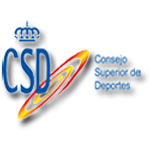 CSD
Consejo
Superior de
Deportes